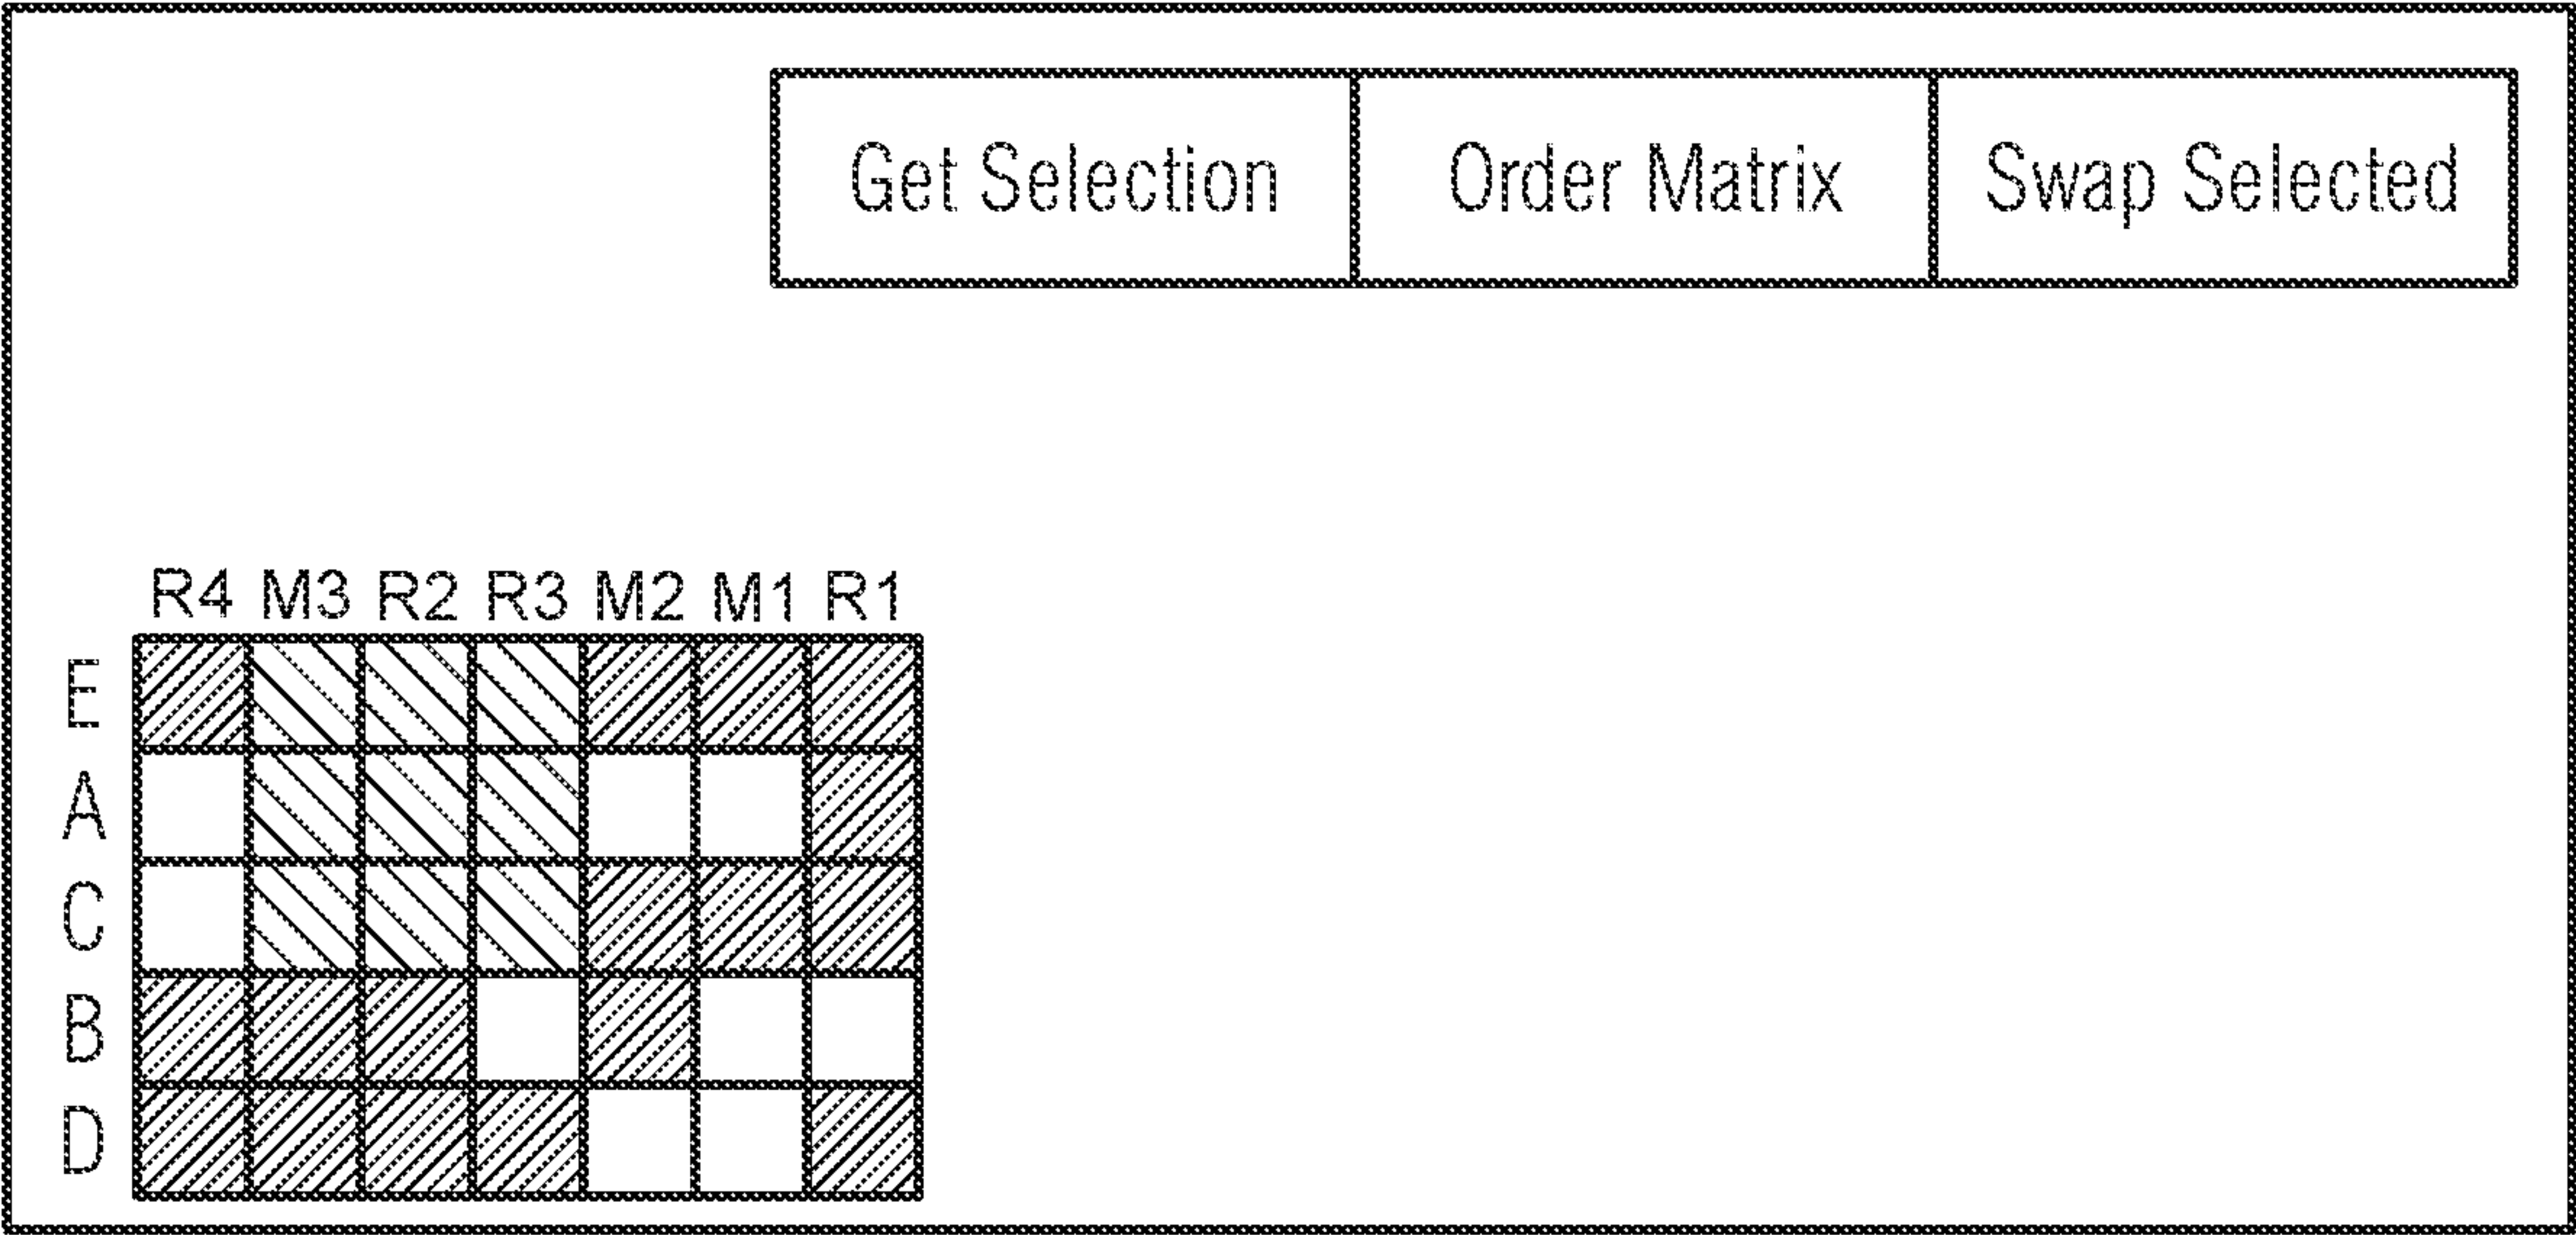 Get Selection Order Matrix Swap Selected
R4 M3 R2 R3 M2 M1 R1
E
A
C
B
D